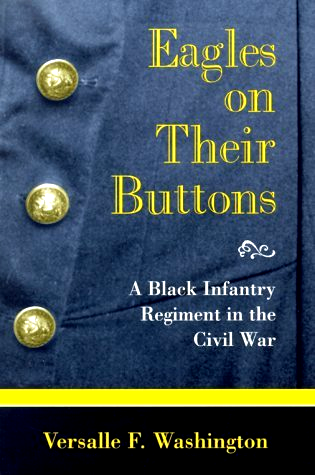 Eagles
on
Their
Buttons
A Black Infantry
Regiment in the
Civil War
Versalle F. Washington